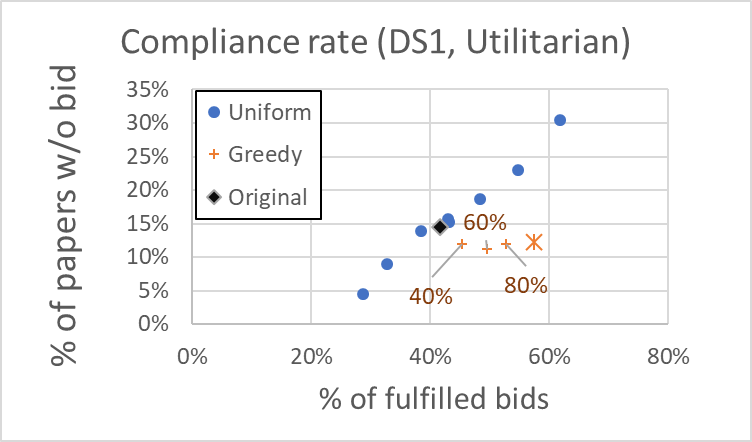 Compliance rate (DS1, Utilitarian)
% of papers w/o bid
35%
30%
25%
20%
15%
10%
5%
0%
Uniform
Greedy
Original
60%
40%
80%
0%
20%
40%
60%
80%
% of fulfilled bids